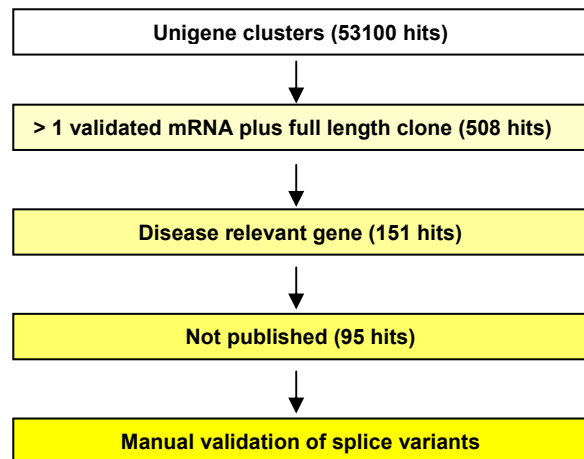 Unigene clusters (53100 hits)
> 1 validated mRNA plus full length clone (508 hits)
Disease relevant gene (151 hits)
Not published (95 hits)
Manual validation of splice variants